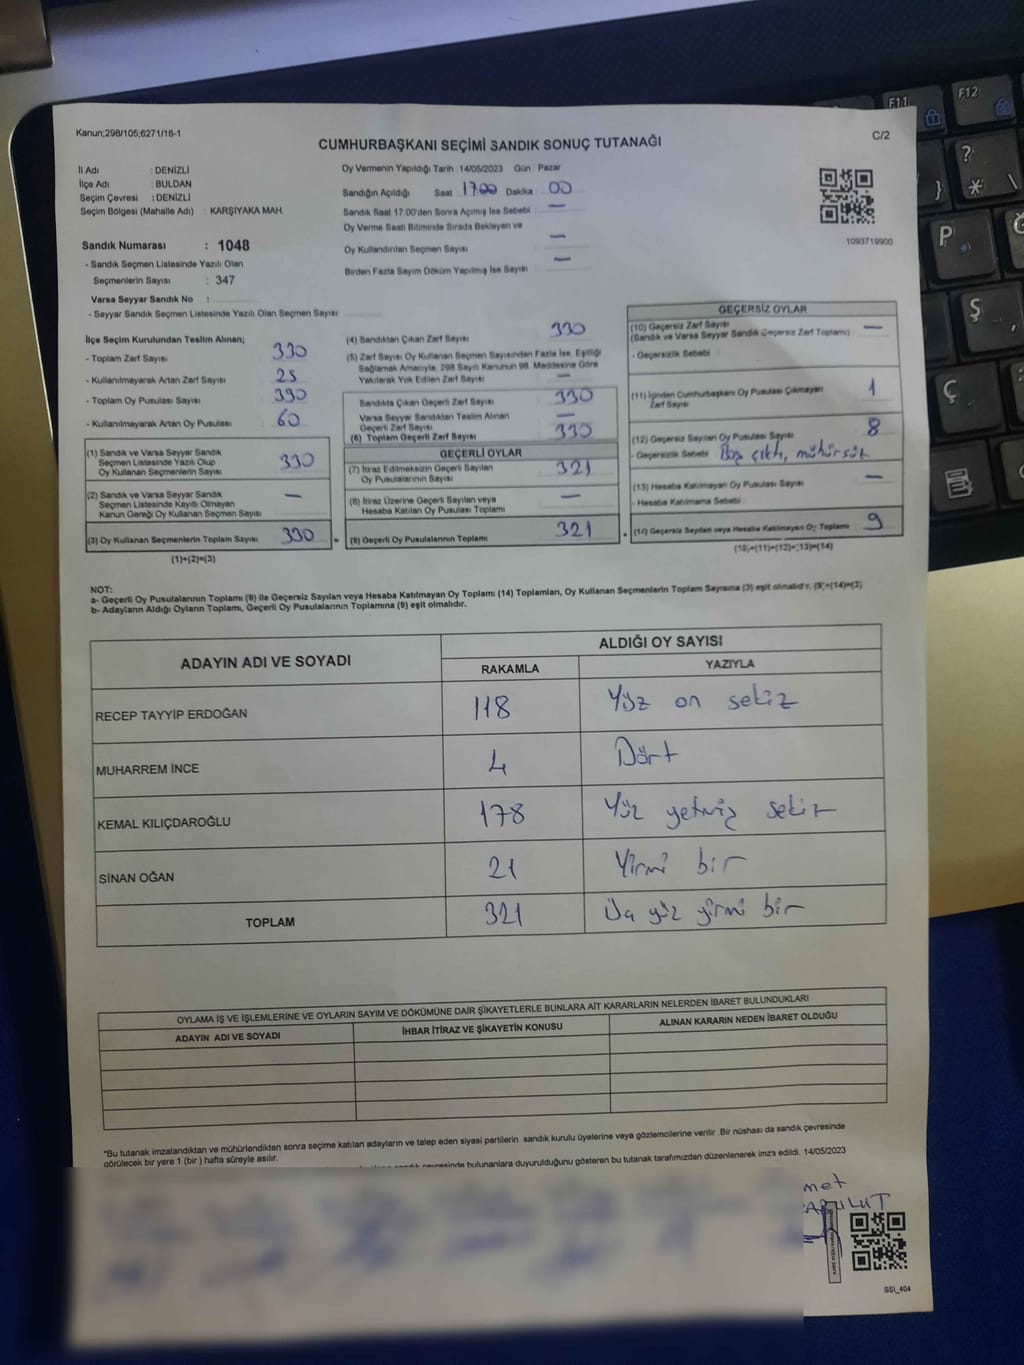 Kanun;298/105;6271/18-1
C/2
CUMHURBAŞKANI SEÇİMİ SANDIK SONUÇ TUTANAĞI
İl Adı : DENİZLİ
İlçe Adı : BULDAN
Seçim Çevresi : DENİZLİ
Seçim Bölgesi (Mahalle Adı) : KARŞIYAKA MAH.
Sandık Numarası : 1048
- Sandık Seçmen Listesinde Yazılı Olan
Seçmenlerin Sayısı : 347
Varsa Seyyar Sandık No :
- Seyyar Sandık Seçmen Listesinde Yazılı Olan Seçmen Sayısı:
Oy Vermenin Yapıldığı Tarih : 14/05/2023 Gün : Pazar
Sandığın Açıldığı Saat 17:00 Dakika 00
Sandık Saat 17:00'den Sonra Açımış İse Sebebi —
Oy Verme Saati Bitiminde Sırada Bekleyen ve
Oy Kullandırılan Seçmen Sayısı —
Birden Fazla Sayım Döküm Yapılmış İse Sayısı —
1093719900
İlçe Seçim Kurulundan Teslim Alınan;
- Toplam Zarf Sayısı 330
- Kullanılmayarak Artan Zarf Sayısı 25
- Toplam Oy Pusulası Sayısı 390
- Kullanılmayarak Artan Oy Pusulası 60
(1) Sandık ve Varsa Seyyar Sandık
Seçmen Listesinde Yazılı Olup
Oy Kullanan Seçmenlerin Sayısı 330
(2) Sandık ve Varsa Seyyar Sandık
Seçmen Listesinde Kayıtlı Olmayan
Kanun Gereği Oy Kullanan Seçmen Sayısı —
(3) Oy Kullanan Seçmenlerin Toplam Sayısı 330 =
(1)+(2)=(3)
(4) Sandıktan Çıkan Zarf Sayısı 330
(5) Zarf Sayısı Oy Kullanan Seçmen Sayısından Fazla İse, Eşitliği
Sağlamak Amacıyla, 298 Sayılı Kanunun 98. Maddesine Göre
Yakılarak Yok Edilen Zarf Sayısı —
Sandıkta Çıkan Geçerli Zarf Sayısı 330
Varsa Seyyar Sandıktan Teslim Alınan
Geçerli Zarf Sayısı —
(6) Toplam Geçerli Zarf Sayısı 330
GEÇERLİ OYLAR
(7) İtiraz Edilmeksizin Geçerli Sayılan
Oy Pusulalarının Sayısı 321
(8) İtiraz Üzerine Geçerli Sayılan veya
Hesaba Katılan Oy Pusulası Toplamı —
(9) Geçerli Oy Pusulalarının Toplamı 321 +
GEÇERSİZ OYLAR
(10) Geçersiz Zarf Sayısı —
(Sandık ve Varsa Seyyar Sandık Geçersiz Zarf Toplamı)
- Geçersizlik Sebebi
(11) İçinden Cumhurbaşkanı Oy Pusulası Çıkmayan
Zarf Sayısı 1
(12) Geçersiz Sayılan Oy Pusulası Sayısı 8
- Geçersizlik Sebebi Boş çıktı, mühürsüz
(13) Hesaba Katılmayan Oy Pusulası Sayısı —
- Hesaba Katılmama Sebebi
(14) Geçersiz Sayılan veya Hesaba Katılmayan Oy Toplamı 9
(10)+(11)+(12)+(13)=(14)
NOT:
a- Geçerli Oy Pusulalarının Toplamı (9) ile Geçersiz Sayılan veya Hesaba Katılmayan Oy Toplamı (14) Toplamları, Oy Kullanan Seçmenlerin Toplam Sayısına (3) eşit olmalıdır. (9)+(14)=(3)
b- Adayların Aldığı Oyların Toplamı, Geçerli Oy Pusulalarının Toplamına (9) eşit olmalıdır.
ADAYIN ADI VE SOYADI
ALDIĞI OY SAYISI
RAKAMLA YAZIYLA
RECEP TAYYİP ERDOĞAN 118 Yüz on sekiz
MUHARREM İNCE 4 Dört
KEMAL KILIÇDAROĞLU 178 Yüz yetmiş sekiz
SİNAN OĞAN 21 Yirmi bir
TOPLAM 321 Üç yüz yirmi bir
OYLAMA İŞ VE İŞLEMLERİNE VE OYLARIN SAYIM VE DÖKÜMÜNE DAİR ŞİKAYETLERLE BUNLARA AİT KARARLARIN NELERDEN İBARET BULUNDUKLARI
ADAYIN ADI VE SOYADI İHBAR İTİRAZ VE ŞİKAYETİN KONUSU ALINAN KARARIN NEDEN İBARET OLDUĞU
*Bu tutanak imzalandıktan ve mühürlendikten sonra seçime katılan adayların ve talep eden siyasi partilerin sandık kurulu üyelerine veya gözlemcilerine verilir. Bir nüshası da sandık çevresinde
görülecek bir yere 1 (bir) hafta süreyle asılır.
sandık çevresinde bulunanlara duyurulduğunu gösteren bu tutanak tarafımızdan düzenlenerek imza edildi. 14/05/2023
met
SSI_404
F11
F12